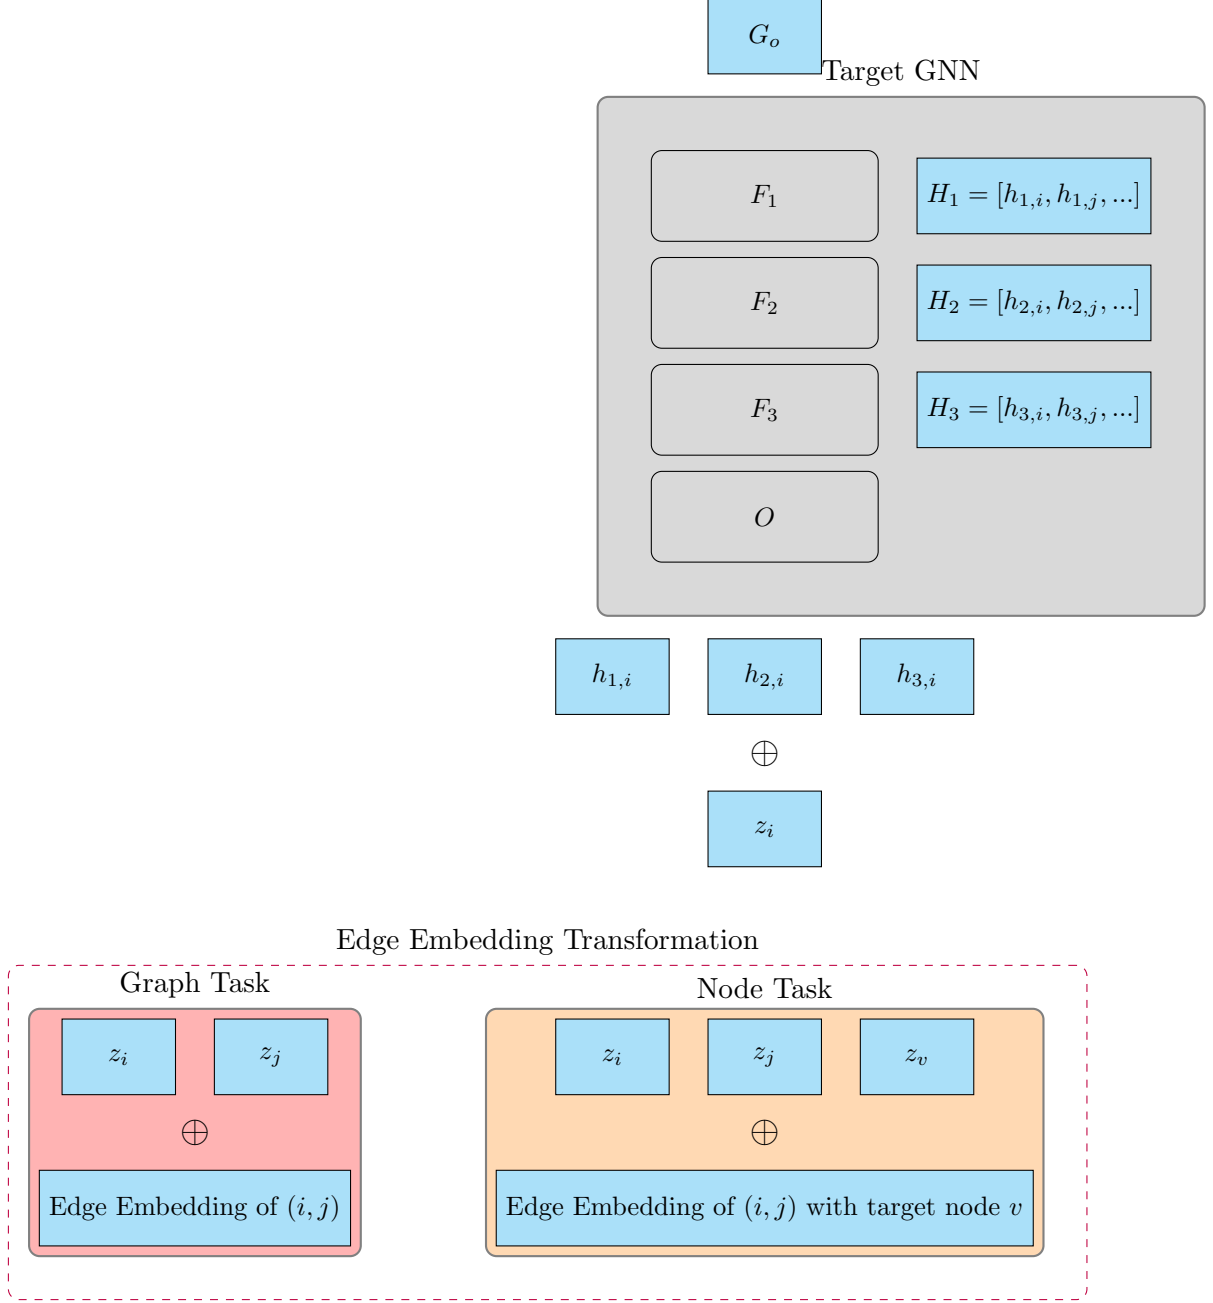 G_o
Target GNN
F_1
H_1 = [h_{1,i}, h_{1,j}, ...]
F_2
H_2 = [h_{2,i}, h_{2,j}, ...]
F_3
H_3 = [h_{3,i}, h_{3,j}, ...]
O
h_{1,i} h_{2,i} h_{3,i}
⊕
z_i
Edge Embedding Transformation
Graph Task
z_i z_j
⊕
Edge Embedding of (i, j)
Node Task
z_i z_j z_v
⊕
Edge Embedding of (i, j) with target node v